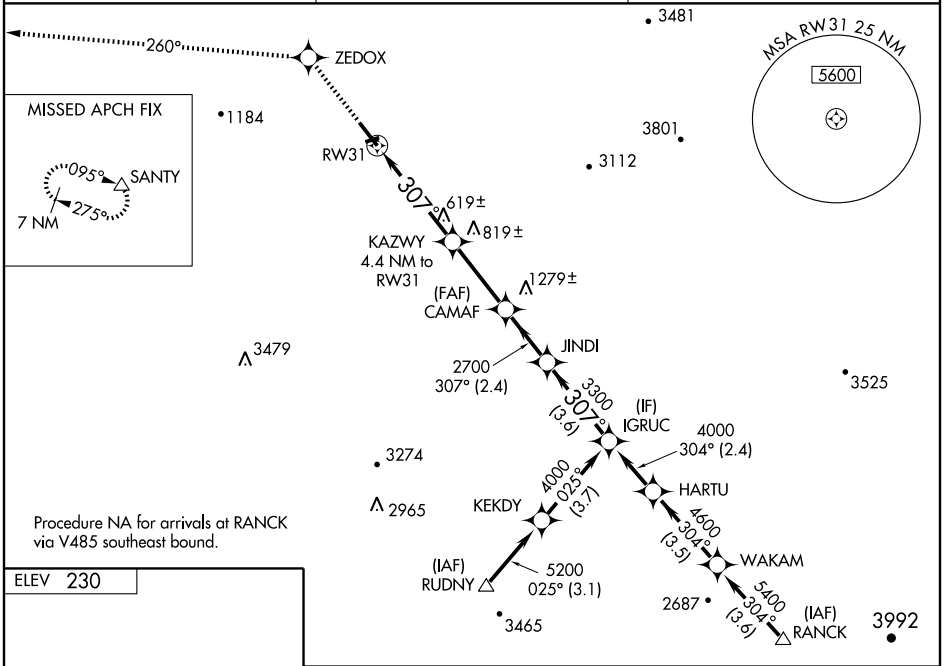 3481
260°
ZEDOX
MSA RW31 25 NM
5600
MISSED APCH FIX
1184
3801
RW31
3112
095°
SANTY
275°
7 NM
307°
619±
819±
KAZWY
4.4 NM to
RW31
1279±
(FAF)
CAMAF
JINDI
3479
2700
307° (2.4)
3525
3300
307°
(3.6)
(IF)
IGRUC
4000
304° (2.4)
3274
4000
025°
(3.7)
HARTU
2965
KEKDY
4600
304°
(3.5)
Procedure NA for arrivals at RANCK
via V485 southeast bound.
WAKAM
ELEV 230
(IAF)
RUDNY
5200
025° (3.1)
5400
304°
(3.6)
2687
3465
(IAF)
RANCK
3992